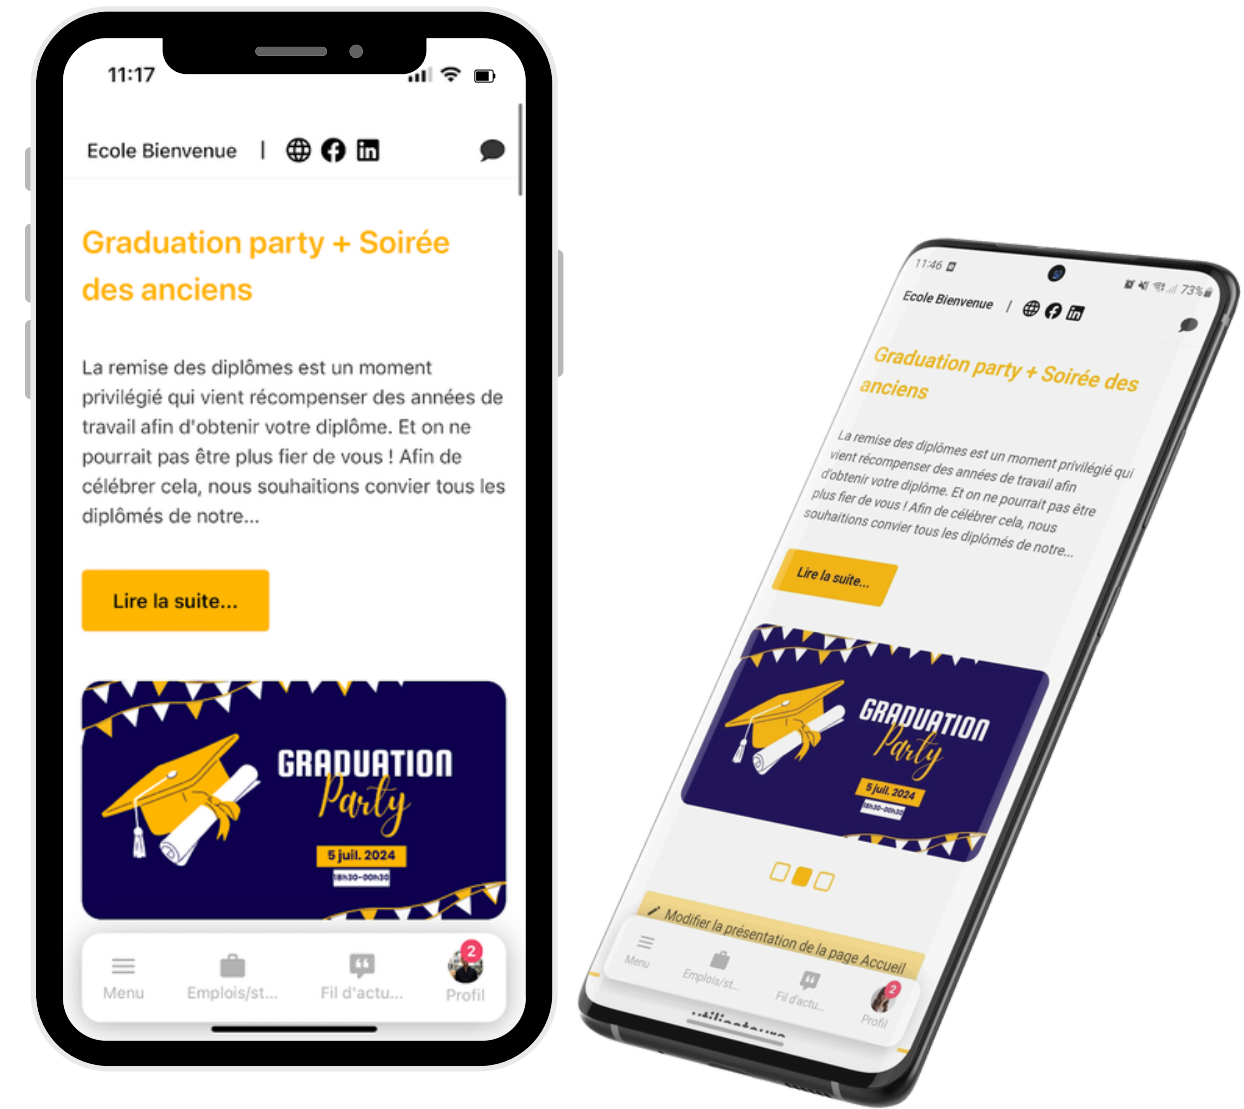 11:17
Ecole Bienvenue |
Graduation party + Soirée
des anciens
La remise des diplômes est un moment
privilégié qui vient récompenser des années de
travail afin d'obtenir votre diplôme. Et on ne
pourrait pas être plus fier de vous ! Afin de
célébrer cela, nous souhaitions convier tous les
diplômés de notre...
Lire la suite...
GRADUATION
Party
5 juil. 2024
18h30-00h30
2
Menu
Emplois/st...
Fil d'actu...
Profil
11:46
73%
Ecole Bienvenue |
Graduation party + Soirée des
anciens
La remise des diplômes est un moment privilégié qui
vient récompenser des années de travail afin
d'obtenir votre diplôme. Et on ne pourrait pas être
plus fier de vous ! Afin de célébrer cela, nous
souhaitions convier tous les diplômés de notre...
Lire la suite...
GRADUATION
Party
5 juil. 2024
18h30-00h30
Modifier la présentation de la page Accueil
2
Menu
Emplois/st...
Fil d'actu...
Profil